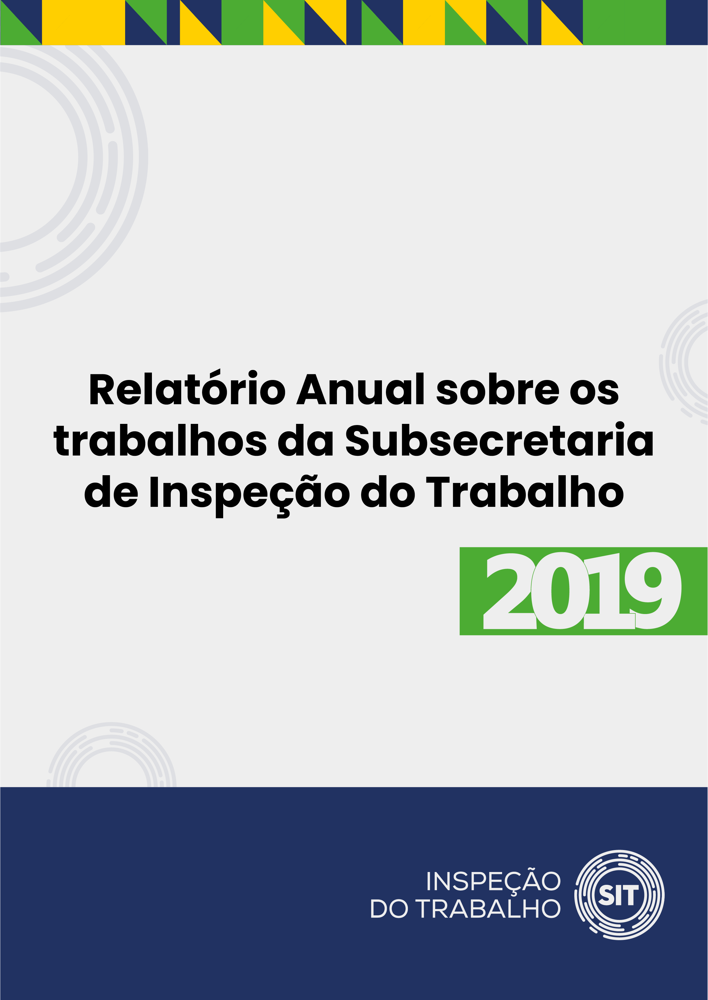 Relatório Anual sobre os
trabalhos da Subsecretaria
de Inspeção do Trabalho
2019
INSPEÇÃO
DO TRABALHO
SIT